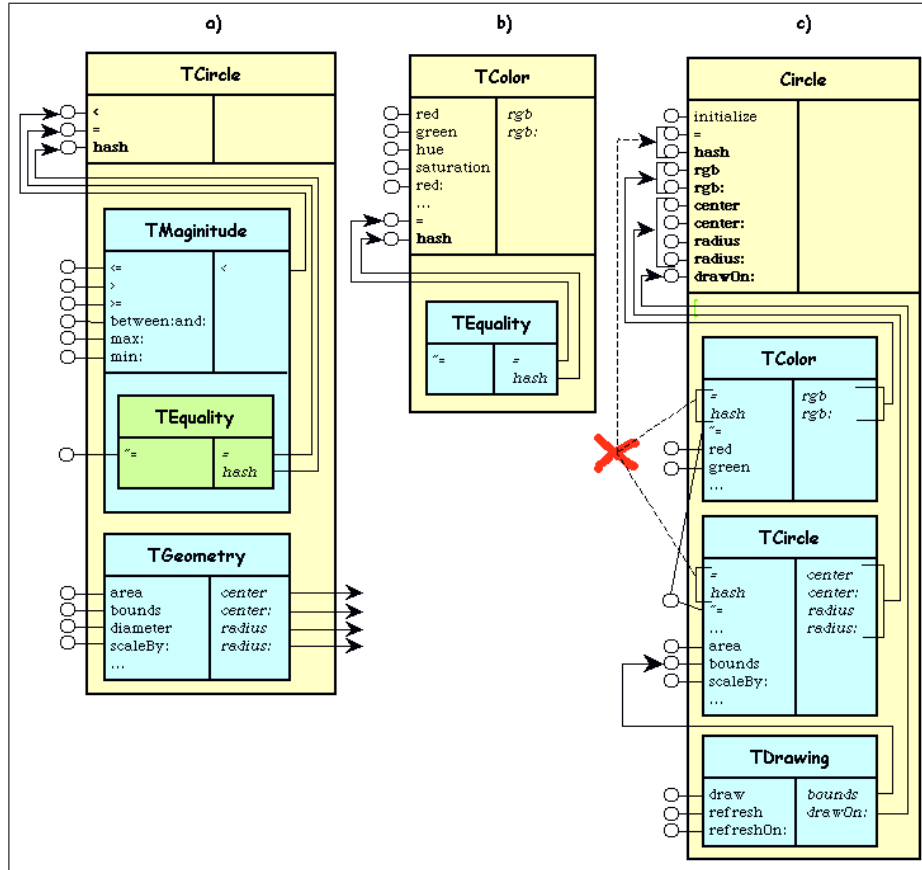 a)
TCircle
<
=
hash
TMaginitude
<=
<
>
>=
between:and:
max:
min:
TEquality
~=
=
hash
TGeometry
area
center
bounds
center:
diameter
radius
scaleBy:
radius:
...
b)
TColor
red
rgb
green
rgb:
hue
saturation
red:
...
=
hash
TEquality
~=
=
hash
c)
Circle
initialize
=
hash
rgb
rgb:
center
center:
radius
radius:
drawOn:
TColor
=
rgb
hash
rgb:
~=
red
green
...
TCircle
=
center
hash
center:
~=
radius
...
radius:
area
bounds
scaleBy:
...
TDrawing
draw
bounds
refresh
drawOn:
refreshOn: